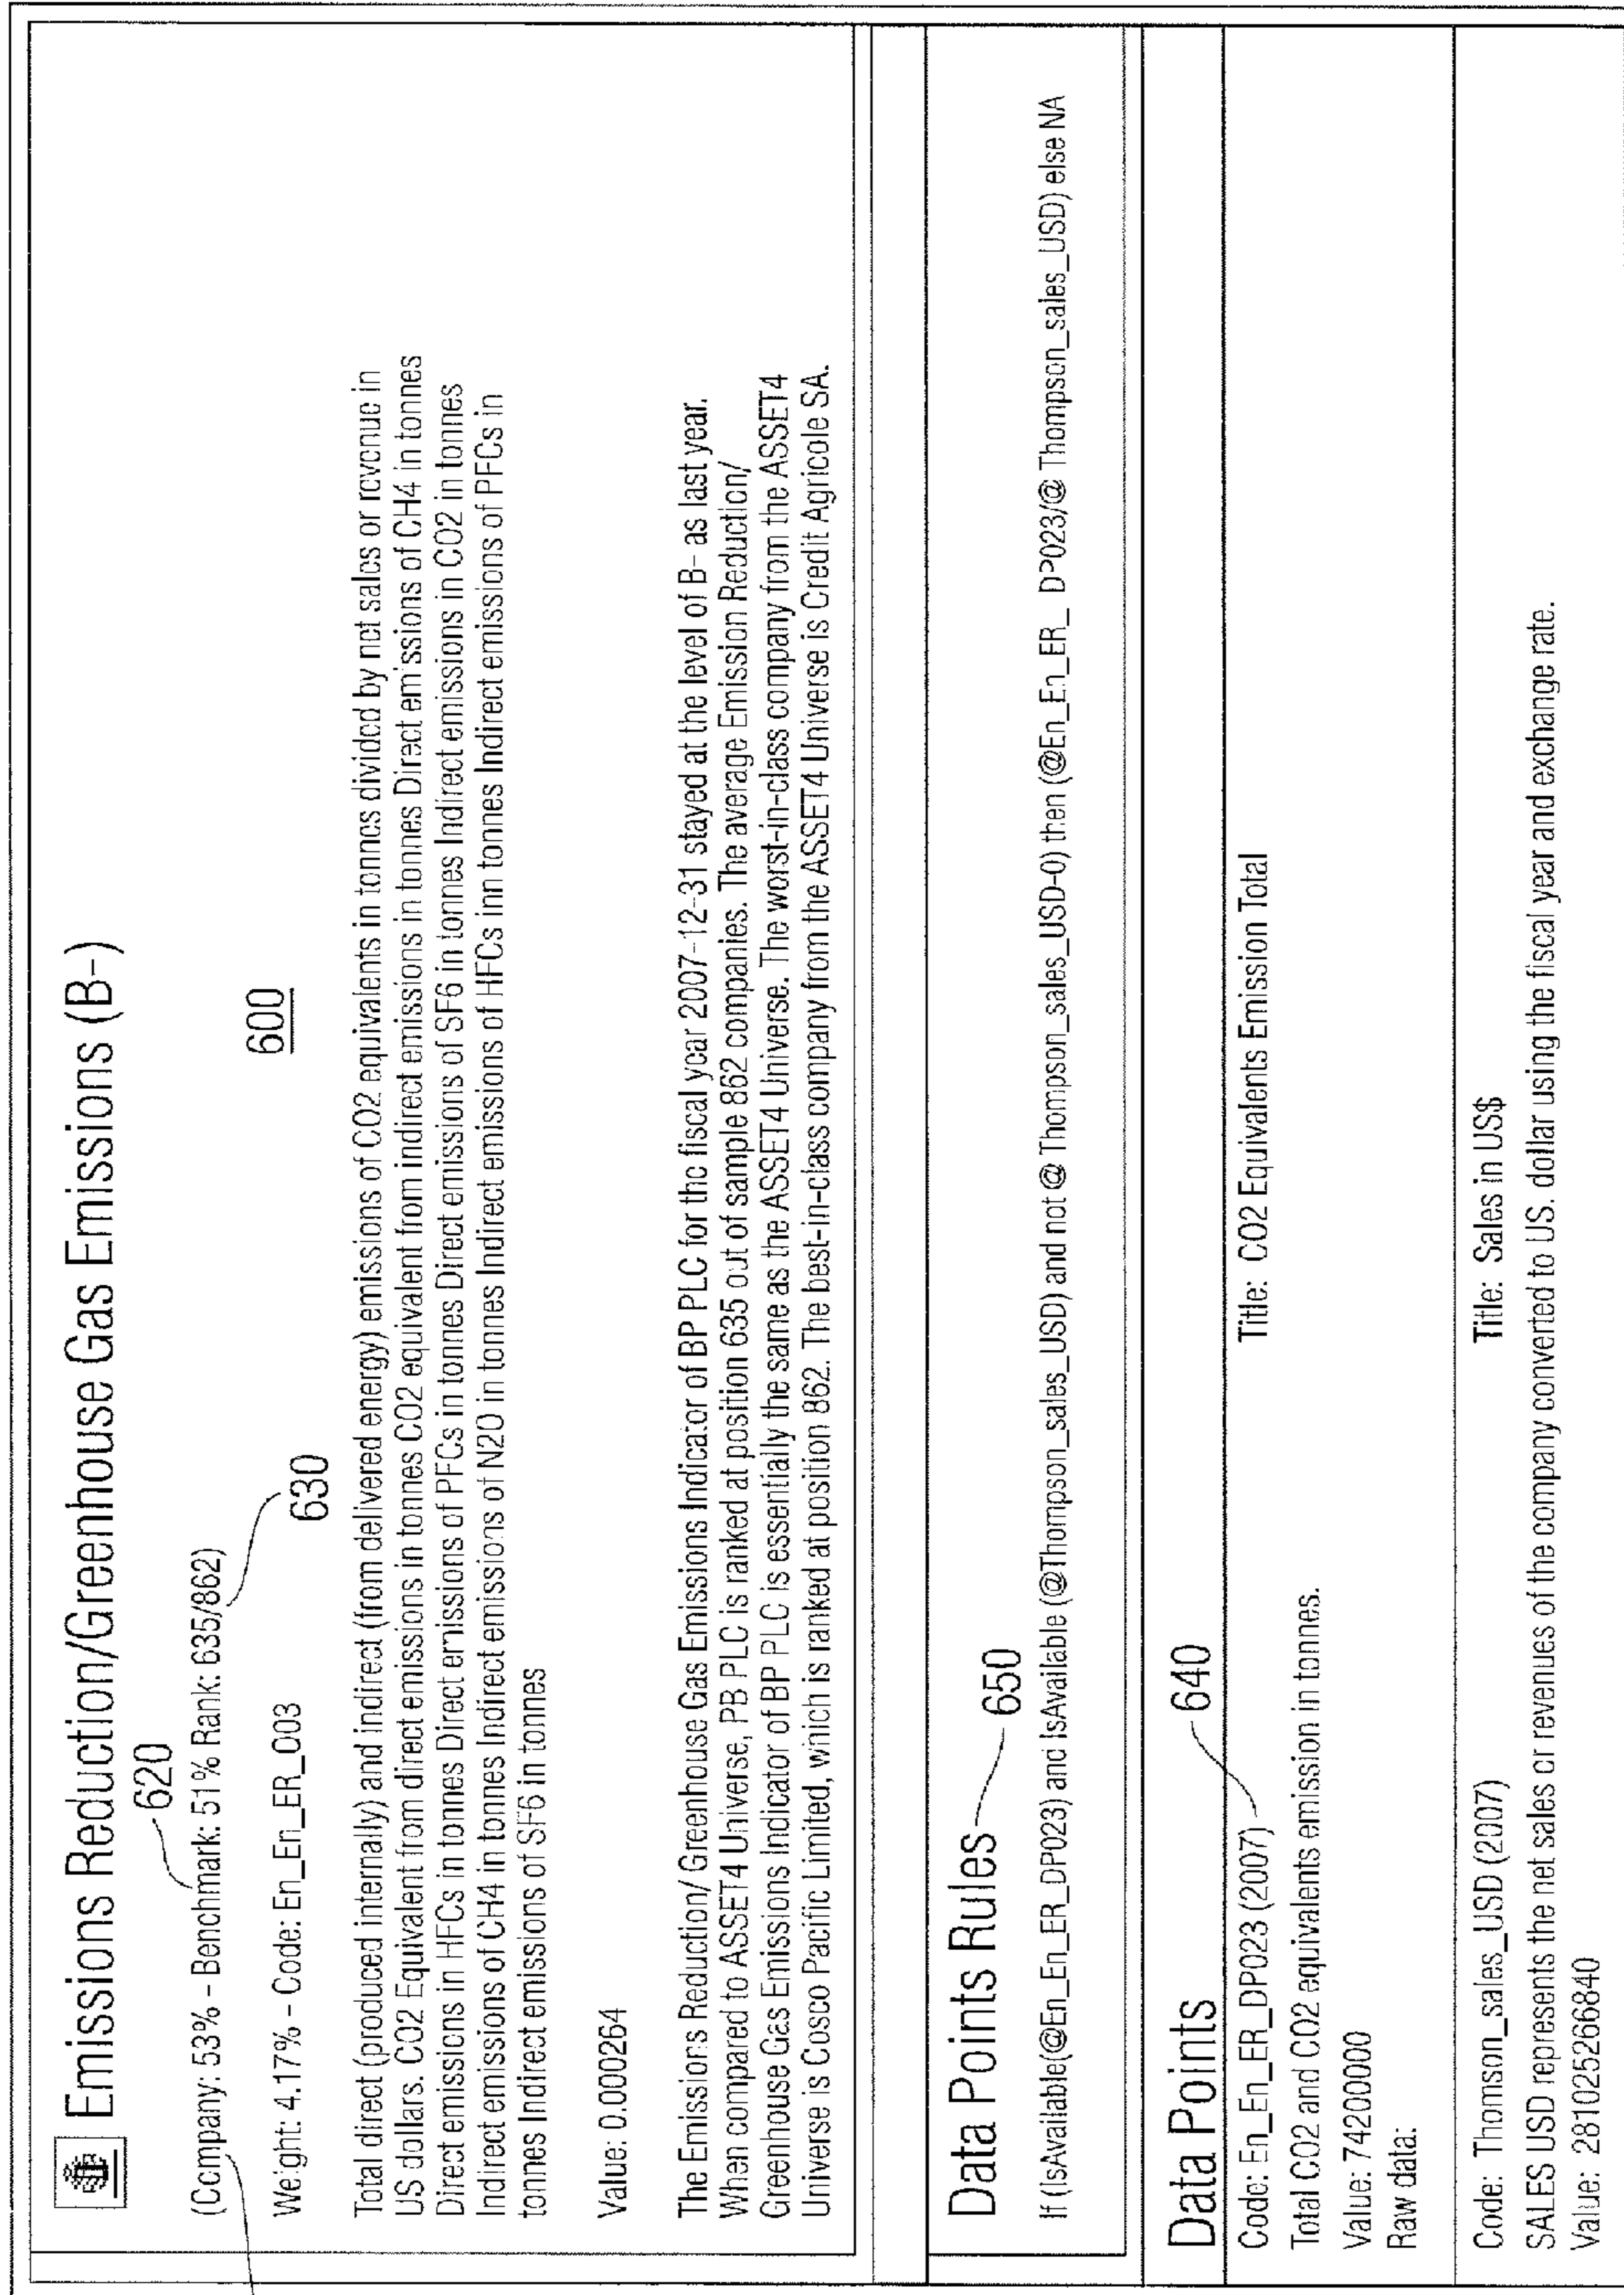 Emissions Reduction/Greenhouse Gas Emissions (B-)
620
(Company: 53% - Benchmark: 51% Rank: 635/862)
600
630
Weight: 4.17% - Code: En_En_ER_O03
Total direct (produced internally) and indirect (from delivered energy) emissions of CO2 equivalents in tonnes divided by net sales or revenue in
US dollars. CO2 Equivalent from direct emissions in tonnes CO2 equivalent from indirect emissions in tonnes Direct emissions of CH4 in tonnes
Direct emissions in HFCs in tonnes Direct emissions of PFCs in tonnes Direct emissions of SF6 in tonnes Indirect emissions in CO2 in tonnes
Indirect emissions of CH4 in tonnes Indirect emissions of N2O in tonnes Indirect emissions of HFCs inn tonnes Indirect emissions of PFCs in
tonnes Indirect emissions of SF6 in tonnes
Value: 0.000264
The Emissions Reduction/ Greenhouse Gas Emissions Indicator of BP PLC for the fiscal year 2007-12-31 stayed at the level of B- as last year.
When compared to ASSET4 Universe, PB PLC is ranked at position 635 out of sample 862 companies. The average Emission Reduction/
Greenhouse Gas Emissions Indicator of BP PLC is essentially the same as the ASSET4 Universe. The worst-in-class company from the ASSET4
Universe is Cosco Pacific Limited, which is ranked at position 862. The best-in-class company from the ASSET4 Universe is Credit Agricole SA.
Data Points Rules 650
If (IsAvailable(@En_En_ER_DP023) and IsAvailable (@Thompson_sales_USD) and not @ Thompson_sales_USD-0) then (@En_En_ER_ DP023/@ Thompson_sales_USD) else NA
Data Points 640
Code: En_En_ER_DP023 (2007) Title: CO2 Equivalents Emission Total
Total CO2 and CO2 equivalents emission in tonnes.
Value: 74200000
Raw data:
Code: Thomson_sales_USD (2007) Title: Sales in US$
SALES USD represents the net sales or revenues of the company converted to US. dollar using the fiscal year and exchange rate.
Value: 281025266840